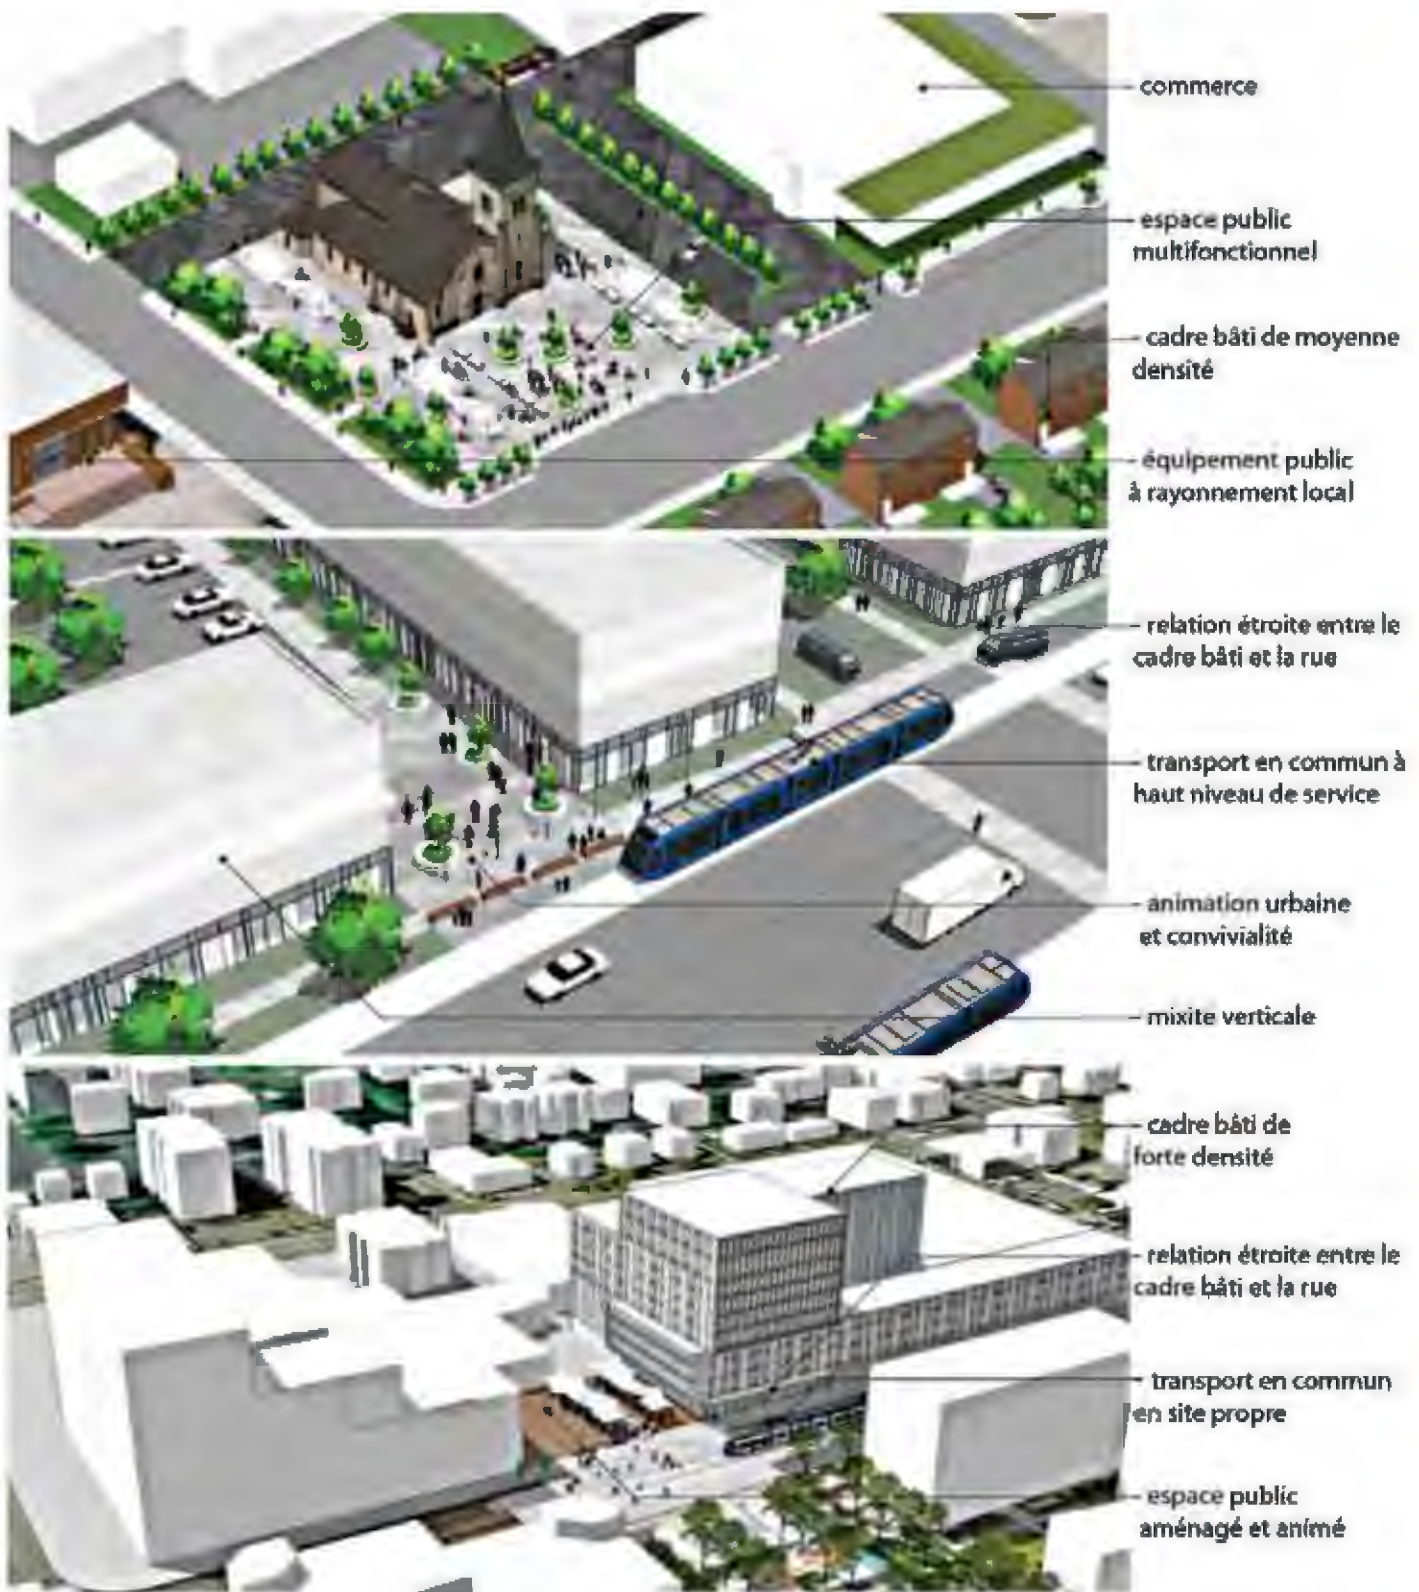 commerce
espace public
multifonctionnel
cadre bâti de moyenne
densité
équipement public
à rayonnement local
relation étroite entre le
cadre bâti et la rue
transport en commun à
haut niveau de service
animation urbaine
et convivialité
mixité verticale
cadre bâti de
forte densité
relation étroite entre le
cadre bâti et la rue
transport en commun
en site propre
espace public
aménagé et animé